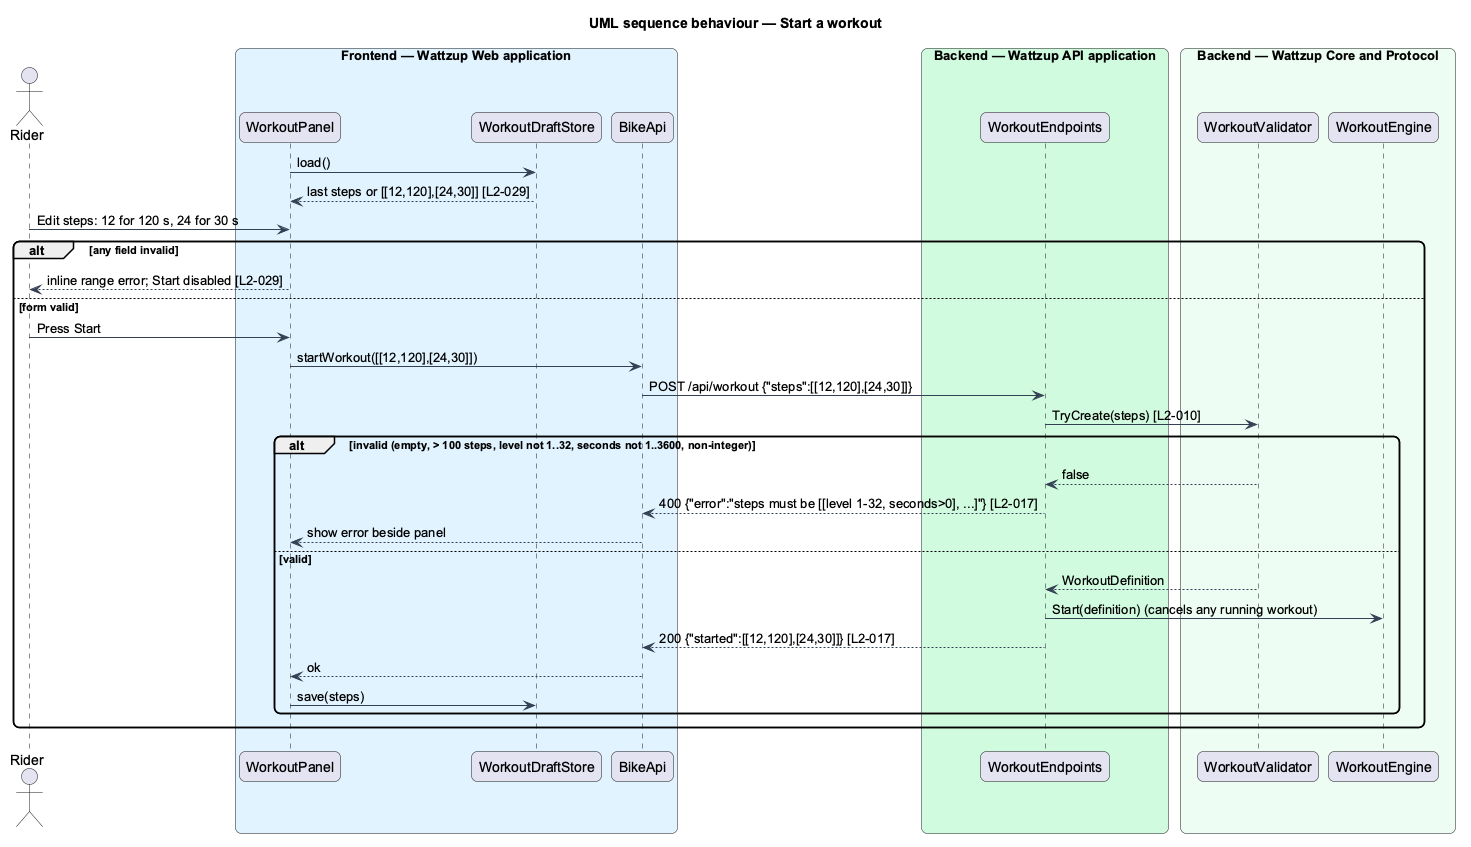 UML sequence behaviour — Start a workout
Frontend — Wattzup Web application
Backend — Wattzup API application
Backend — Wattzup Core and Protocol
Rider
WorkoutPanel
WorkoutDraftStore
BikeApi
WorkoutEndpoints
WorkoutValidator
WorkoutEngine
load()
last steps or [[12,120],[24,30]] [L2-029]
Edit steps: 12 for 120 s, 24 for 30 s
alt
[any field invalid]
inline range error; Start disabled [L2-029]
[form valid]
Press Start
startWorkout([[12,120],[24,30]])
POST /api/workout {"steps":[[12,120],[24,30]]}
TryCreate(steps) [L2-010]
alt
[invalid (empty, > 100 steps, level not 1..32, seconds not 1..3600, non-integer)]
false
400 {"error":"steps must be [[level 1-32, seconds>0], ...]"} [L2-017]
show error beside panel
[valid]
WorkoutDefinition
Start(definition) (cancels any running workout)
200 {"started":[[12,120],[24,30]]} [L2-017]
ok
save(steps)
Rider
WorkoutPanel
WorkoutDraftStore
BikeApi
WorkoutEndpoints
WorkoutValidator
WorkoutEngine